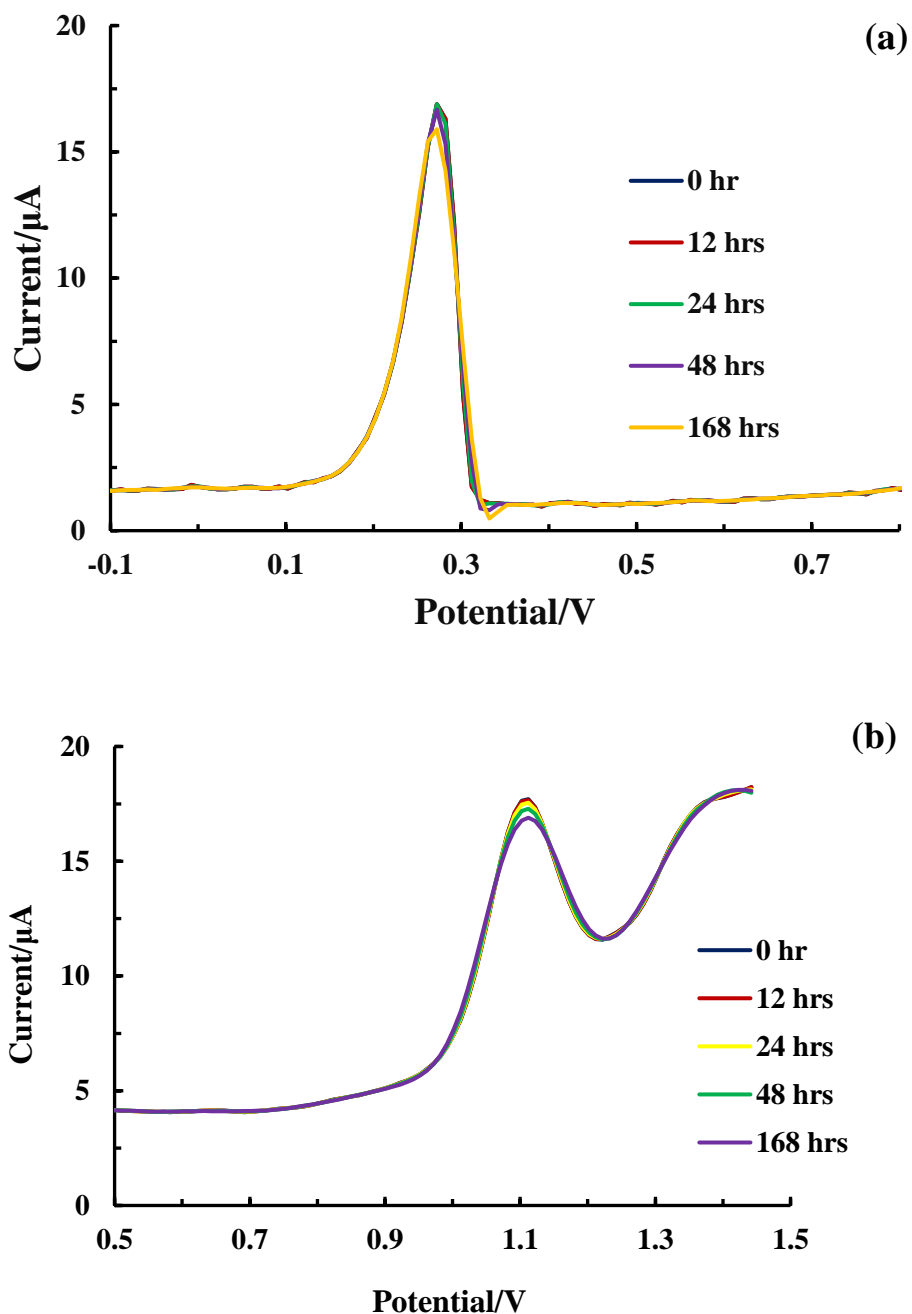 (a)
20
15
10
5
0
Current/µA
-0.1 0.1 0.3 0.5 0.7
Potential/V
0 hr
12 hrs
24 hrs
48 hrs
168 hrs
(b)
20
15
10
5
0
Current/µA
0.5 0.7 0.9 1.1 1.3 1.5
Potential/V
0 hr
12 hrs
24 hrs
48 hrs
168 hrs